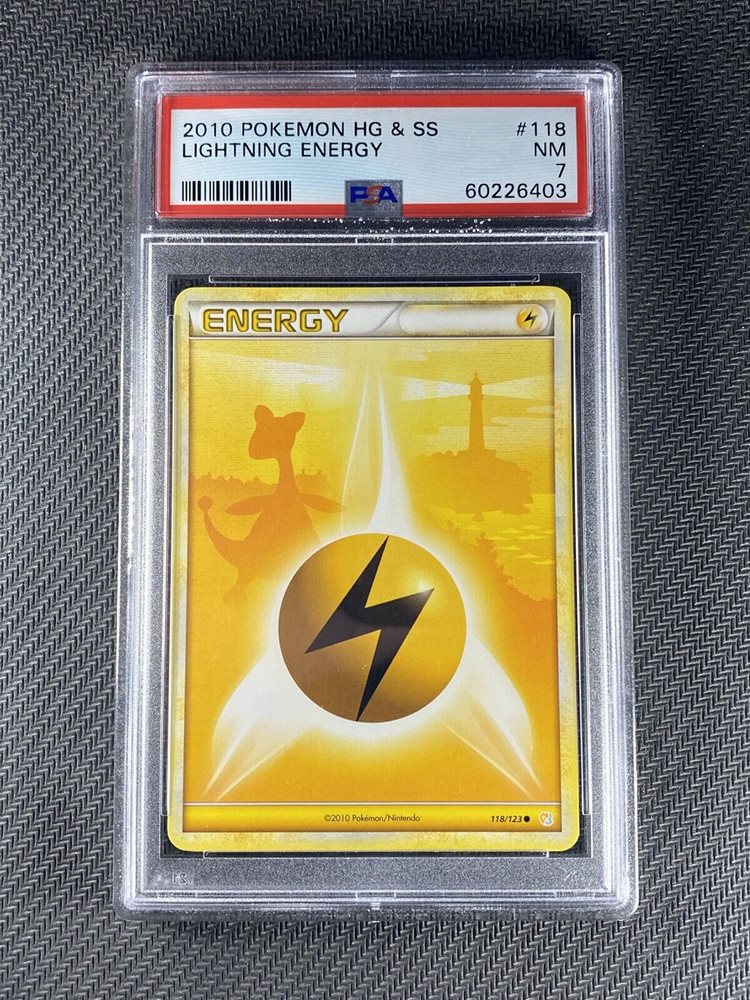 2010 POKEMON HG & SS #118
LIGHTNING ENERGY NM
7
PSA 60226403
ENERGY
©2010 Pokémon/Nintendo 118/123